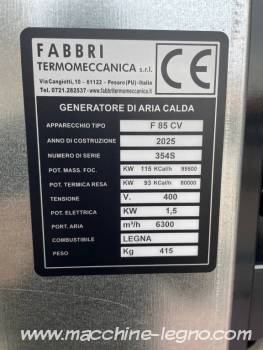 FABBRI
TERMOMECCANICA s.r.l.
Via Cangiotti, 10 - 61122 - Pesaro (PU) - Italia
Tel. 0721.282537 - www.fabbritermomeccanica.it
CE
GENERATORE DI ARIA CALDA
APPARECCHIO TIPO F 85 CV
ANNO DI COSTRUZIONE 2025
NUMERO DI SERIE 354S
POT. MASS. FOC. KW 115 KCal/h 99500
POT. TERMICA RESA KW 93 KCal/h 80000
TENSIONE V. 400
POT. ELETTRICA KW 1,5
PORT. ARIA m³/h 6300
COMBUSTIBILE LEGNA
PESO Kg 415
www.macchine-legno.com